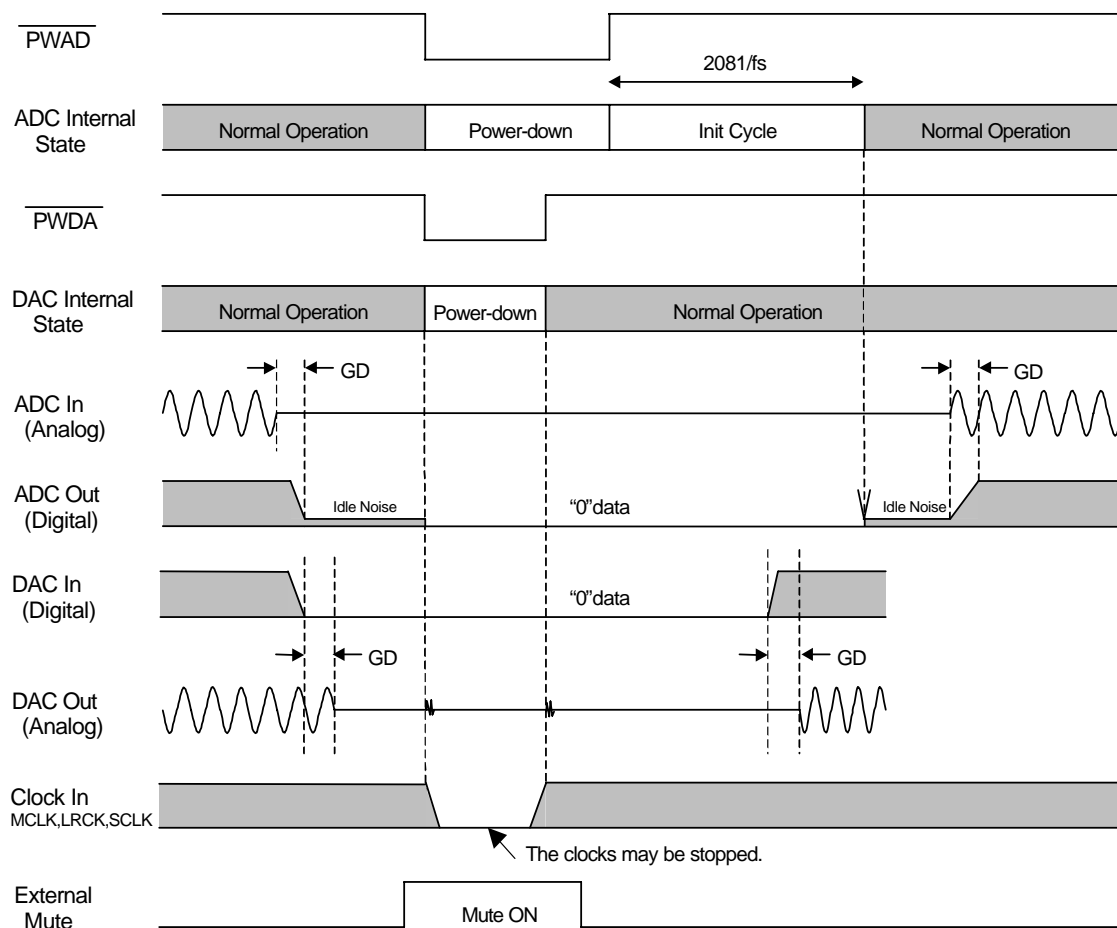 PWAD
2081/fs
ADC Internal
State
Normal Operation
Power-down
Init Cycle
Normal Operation
PWDA
DAC Internal
State
Normal Operation
Power-down
Normal Operation
GD
GD
ADC In
(Analog)
ADC Out
(Digital)
Idle Noise
“0”data
Idle Noise
DAC In
(Digital)
“0”data
GD
GD
DAC Out
(Analog)
Clock In
MCLK,LRCK,SCLK
The clocks may be stopped.
External
Mute
Mute ON